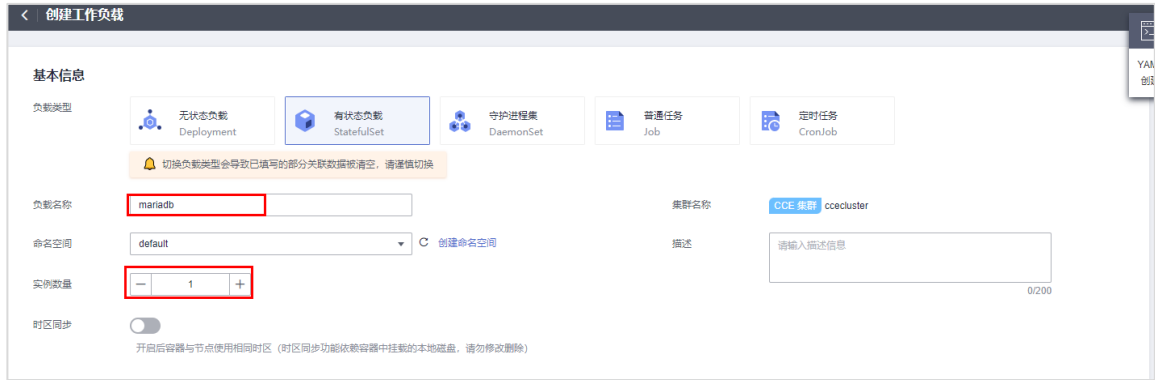 创建工作负载
基本信息
负载类型
无状态负载
Deployment
有状态负载
StatefulSet
守护进程集
DaemonSet
普通任务
Job
定时任务
CronJob
切换负载类型会导致已填写的部分关联数据被清空，请谨慎切换
负载名称
mariadb
集群名称
CCE 集群 ccecluster
命名空间
default
创建命名空间
描述
请输入描述信息
0/200
实例数量
1
时区同步
开启后容器与节点使用相同时区（时区同步功能依赖容器中挂载的本地磁盘，请勿修改删除）
YAM
创建